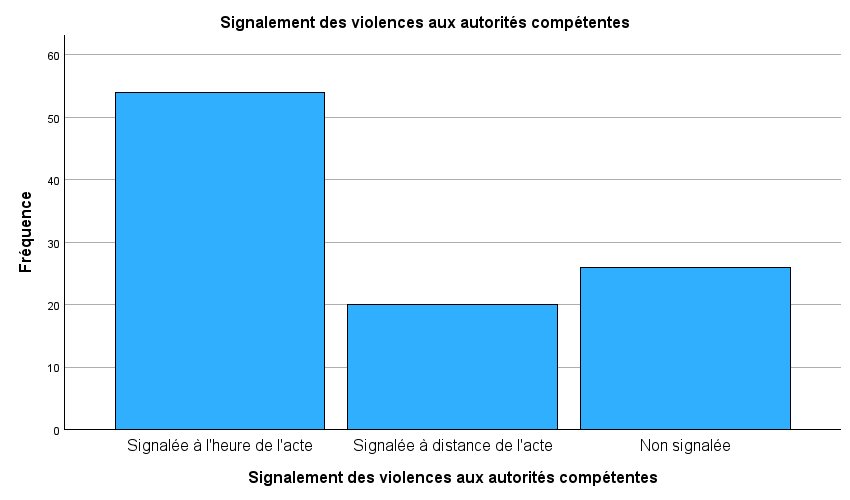 Signalement des violences aux autorités compétentes
60
50
40
30
20
10
0
Fréquence
Signalée à l'heure de l'acte
Signalée à distance de l'acte
Non signalée
Signalement des violences aux autorités compétentes